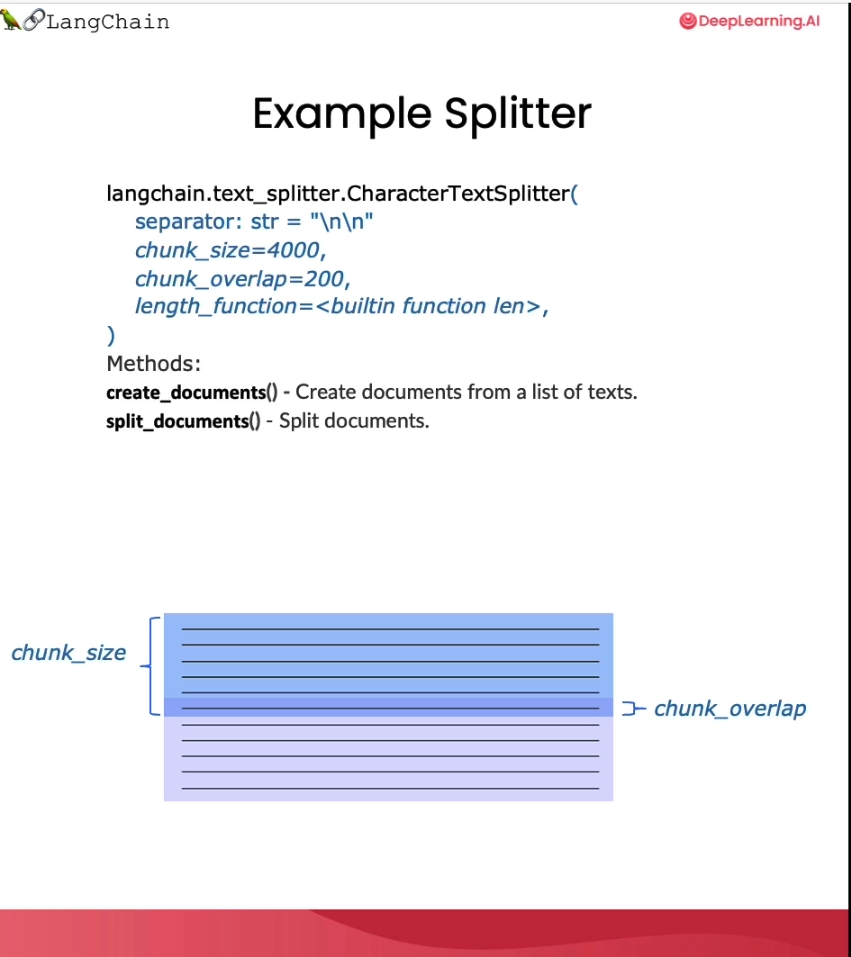 LangChain
DeepLearning.AI
Example Splitter
langchain.text_splitter.CharacterTextSplitter(
separator: str = "\n\n"
chunk_size=4000,
chunk_overlap=200,
length_function=<builtin function len>,
)
Methods:
create_documents() - Create documents from a list of texts.
split_documents() - Split documents.
chunk_size
chunk_overlap